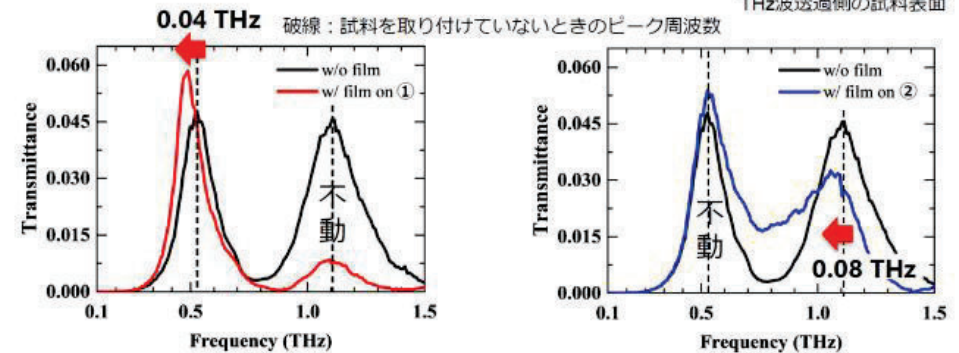 THz波透過側の試料表面
0.04 THz
破線：試料を取り付けていないときのピーク周波数
0.060
0.045
0.030
0.015
0.000
Transmittance
w/o film
w/ film on ①
不動
0.1
0.5
1.0
1.5
Frequency (THz)
0.060
0.045
0.030
0.015
0.000
Transmittance
w/o film
w/ film on ②
不動
0.08 THz
0.1
0.5
1.0
1.5
Frequency (THz)